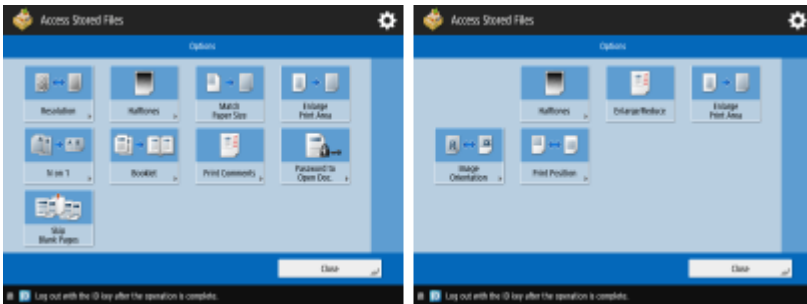 Access Stored Files
Options
Resolution
Halftones
Match
Paper Size
Enlarge
Print Area
N on 1
Booklet
Print Comments
Password to
Open Doc.
Skip
Blank Pages
Close
Log out with the ID key after the operation is complete.
Access Stored Files
Options
Halftones
Enlarge/Reduce
Enlarge
Print Area
Image
Orientation
Print Position
Close
Log out with the ID key after the operation is complete.